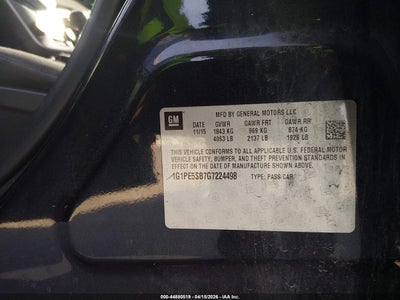 GM
MFD BY GENERAL MOTORS LLC
DATE GVWR GAWR FRT GAWR RR
11/15 1843 KG 969 KG 874 KG
4063 LB 2137 LB 1926 LB
THIS VEHICLE CONFORMS TO ALL APPLICABLE U.S. FEDERAL MOTOR
VEHICLE SAFETY, BUMPER, AND THEFT PREVENTION STANDARDS
IN EFFECT ON THE DATE OF MANUFACTURE SHOWN ABOVE.
1G1PE5SB7G7224498 TYPE: PASS CAR
000-44880519 - 04/15/2026 - IAA Inc.